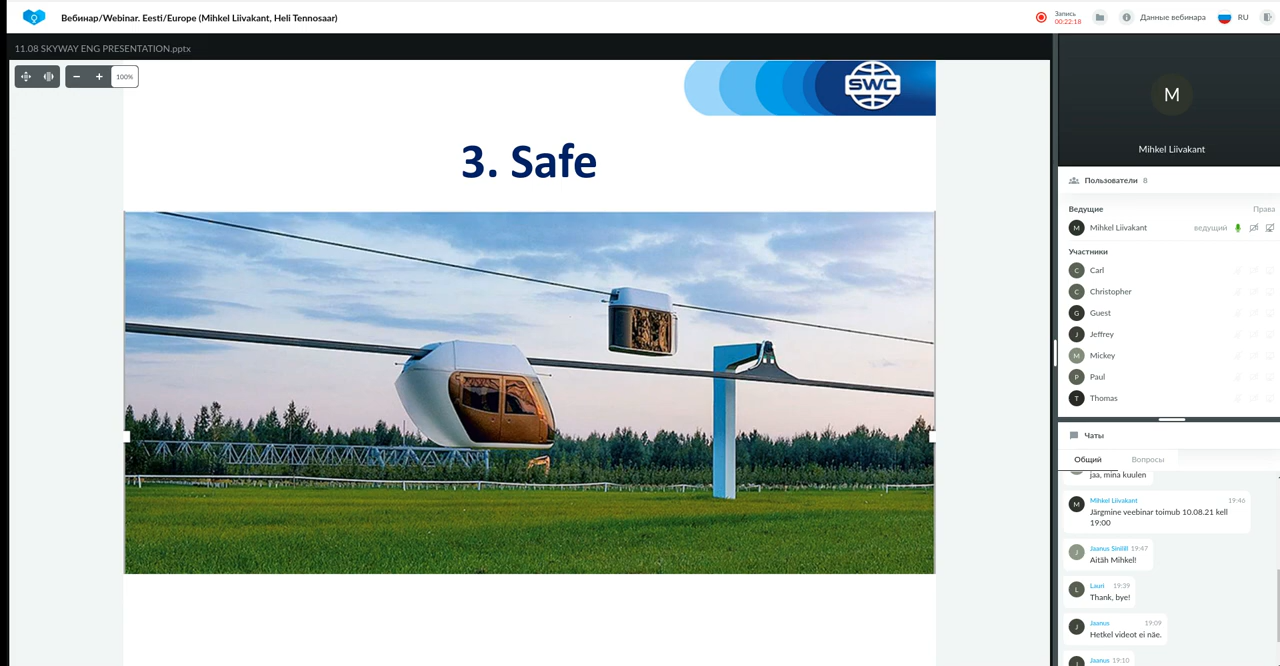 Вебинар/Webinar. Eesti/Europe (Mihkel Liivakant, Heli Tennosaar)
Запись
00:22:18
Данные вебинара
RU
11.08 SKYWAY ENG PRESENTATION.pptx
100%
SWC
3. Safe
M
Mihkel Liivakant
Пользователи 8
Ведущие Права
M Mihkel Liivakant ведущий
Участники
C Carl
C Christopher
G Guest
J Jeffrey
M Mickey
P Paul
T Thomas
Чаты
Общий Вопросы
jaa, mina kuulen
M Mihkel Liivakant 19:46
Järgmine veebinar toimub 10.08.21 kell
19:00
J Jaanus Sinilill 19:47
Aitäh Mihkel!
L Lauri 19:39
Thank, bye!
J Jaanus 19:09
Hetkel videot ei näe.
Jaanus 19:10